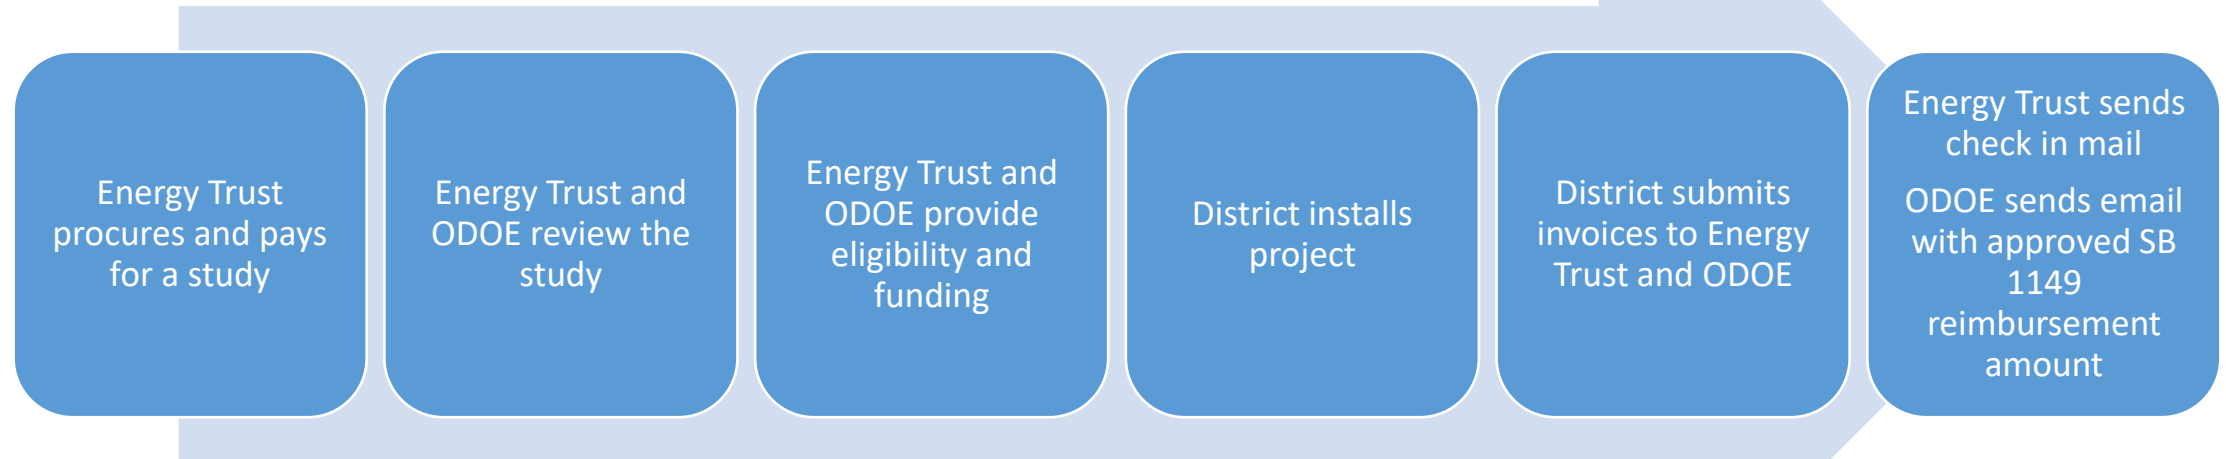 Energy Trust
procures and pays
for a study
Energy Trust and
ODOE review the
study
Energy Trust and
ODOE provide
eligibility and
funding
District installs
project
District submits
invoices to Energy
Trust and ODOE
Energy Trust sends
check in mail
ODOE sends email
with approved SB
1149
reimbursement
amount